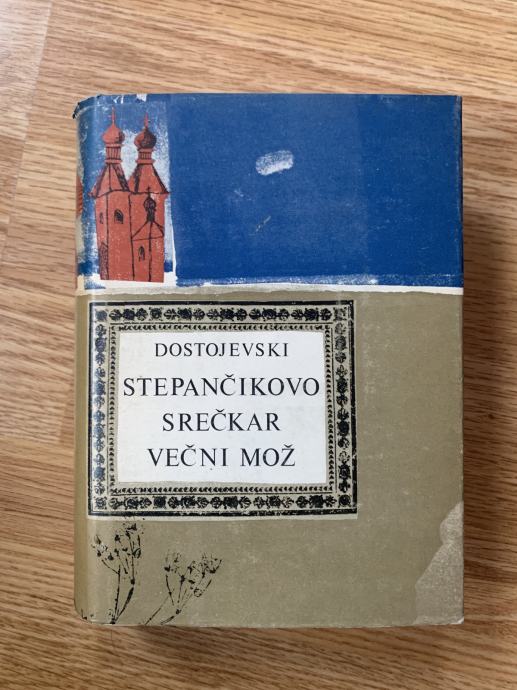 DOSTOJEVSKI
STEPANČIKOVO
SREČKAR
VEČNI MOŽ